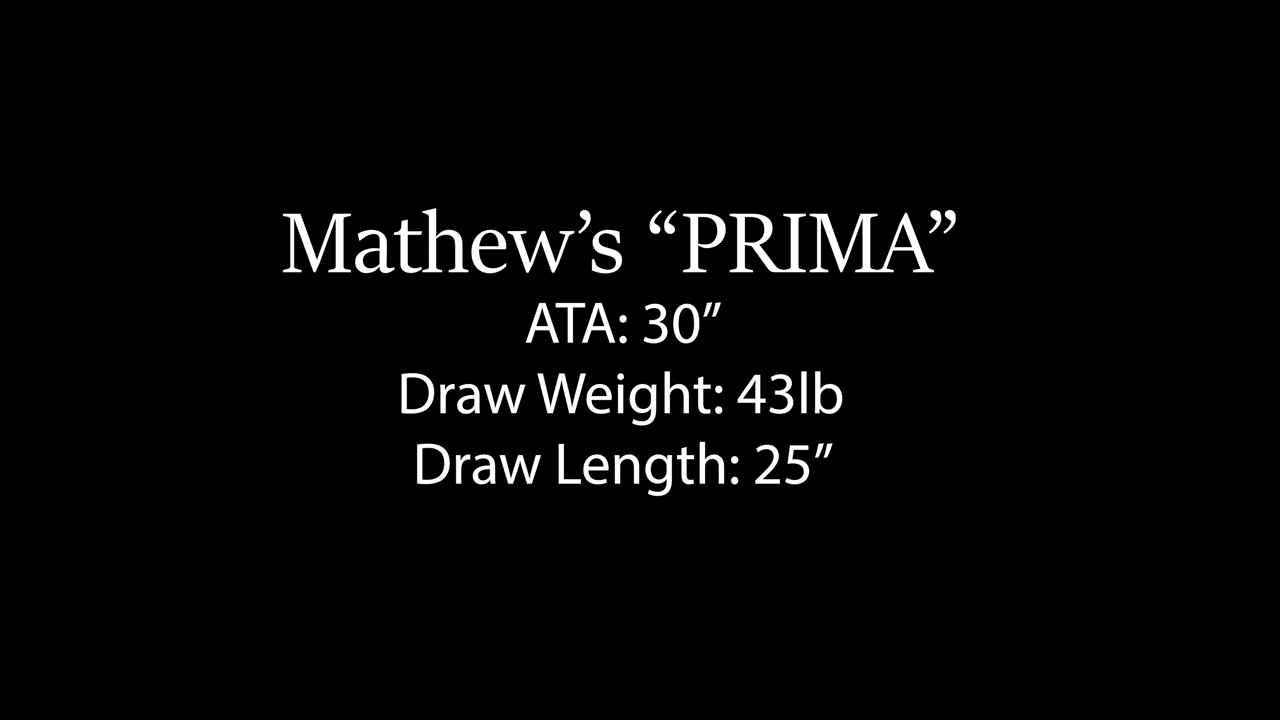 Mathew’s “PRIMA”
ATA: 30”
Draw Weight: 43lb
Draw Length: 25”